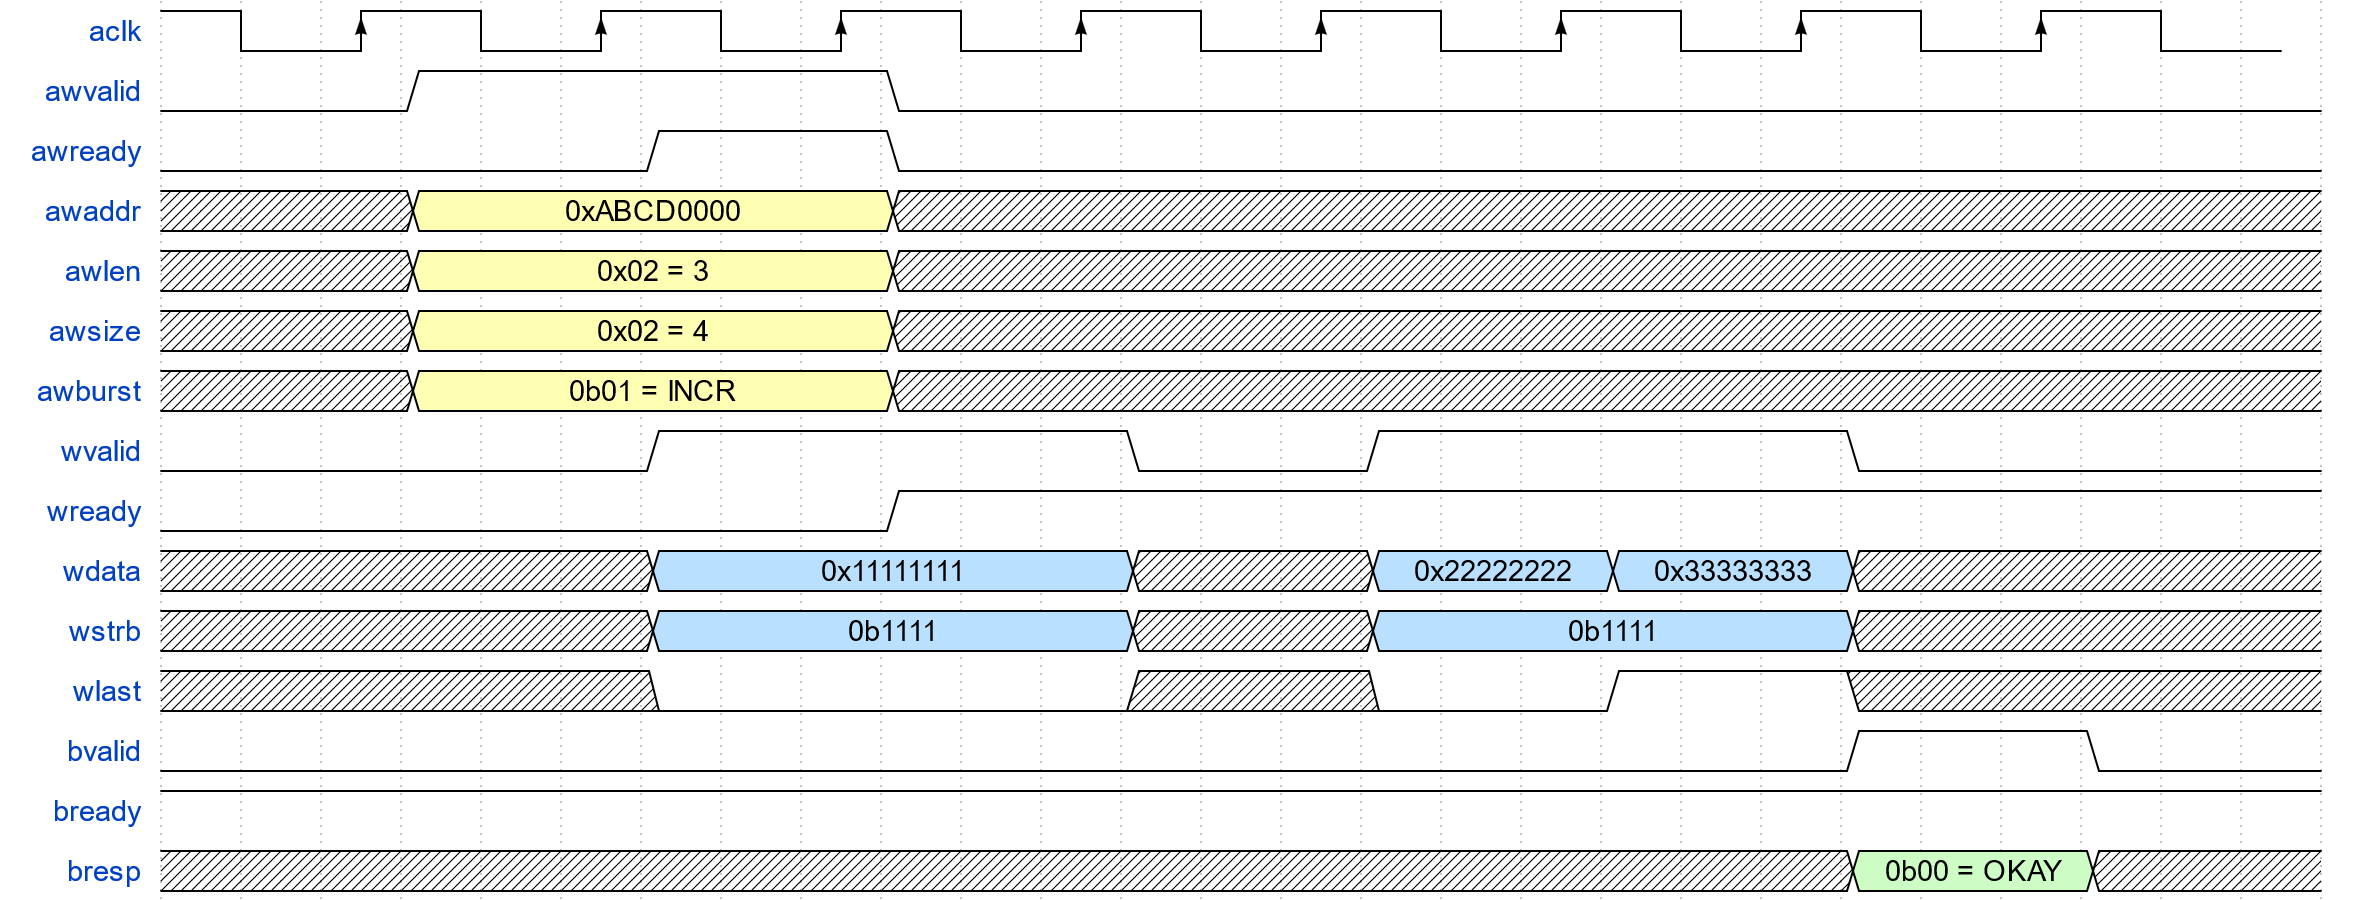 aclk
awvalid
awready
awaddr 0xABCD0000
awlen 0x02 = 3
awsize 0x02 = 4
awburst 0b01 = INCR
wvalid
wready
wdata 0x11111111 0x22222222 0x33333333
wstrb 0b1111 0b1111
wlast
bvalid
bready
bresp 0b00 = OKAY